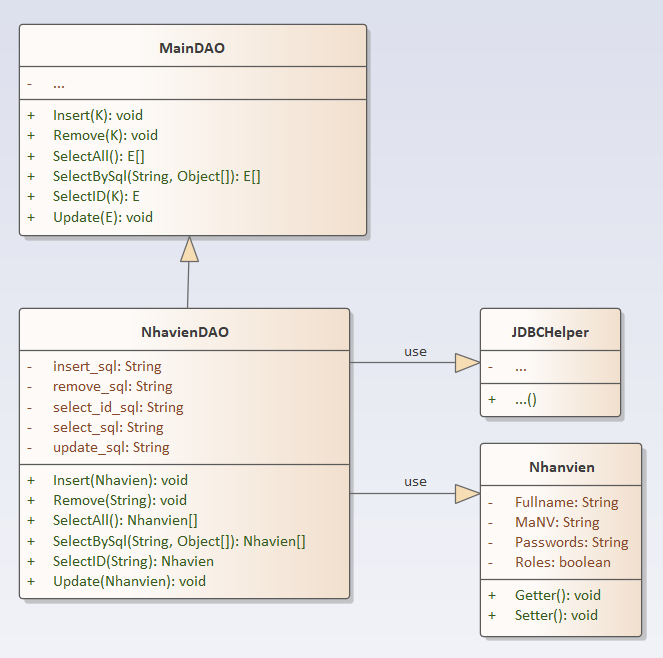 MainDAO
- ...
+ Insert(K): void
+ Remove(K): void
+ SelectAll(): E[]
+ SelectBySql(String, Object[]): E[]
+ SelectID(K): E
+ Update(E): void
NhavienDAO
- insert_sql: String
- remove_sql: String
- select_id_sql: String
- select_sql: String
- update_sql: String
+ Insert(Nhavien): void
+ Remove(String): void
+ SelectAll(): Nhanvien[]
+ SelectBySql(String, Object[]): Nhavien[]
+ SelectID(String): Nhavien
+ Update(Nhanvien): void
use
JDBCHelper
- ...
+ ...()
use
Nhanvien
- Fullname: String
- MaNV: String
- Passwords: String
- Roles: boolean
+ Getter(): void
+ Setter(): void